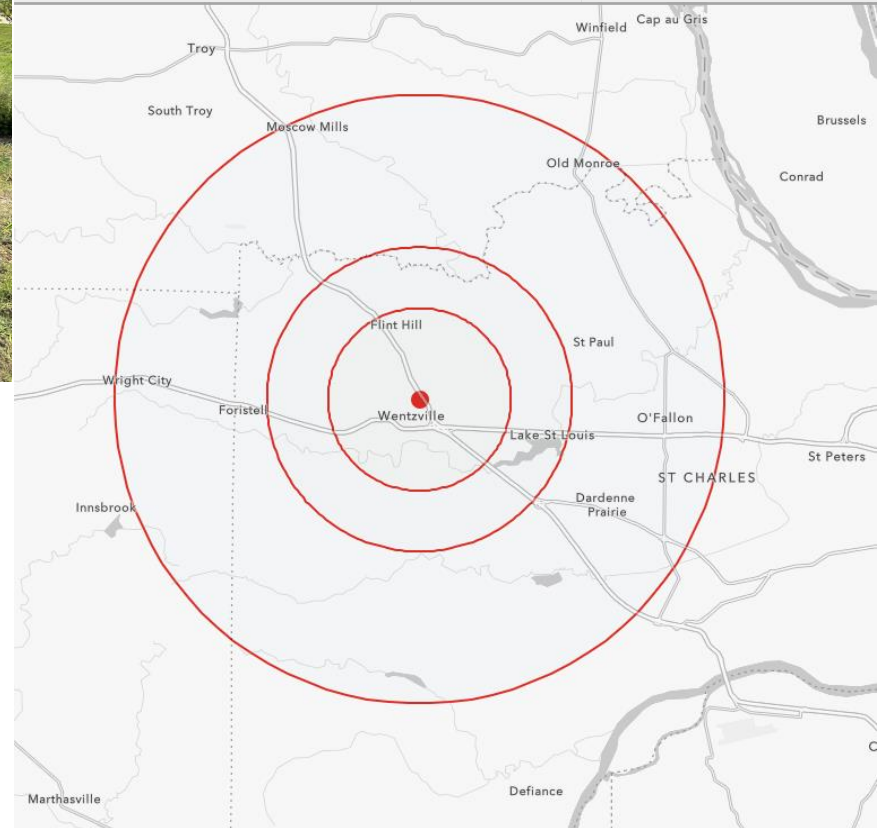 Cap au Gris
Winfield
Troy
South Troy
Brussels
Moscow Mills
Old Monroe
Conrad
Flint Hill
St Paul
Wright City
Foristell
Wentzville
O'Fallon
Lake St Louis
St Peters
ST CHARLES
Innsbrook
Dardenne
Prairie
Defiance
Marthasville
C